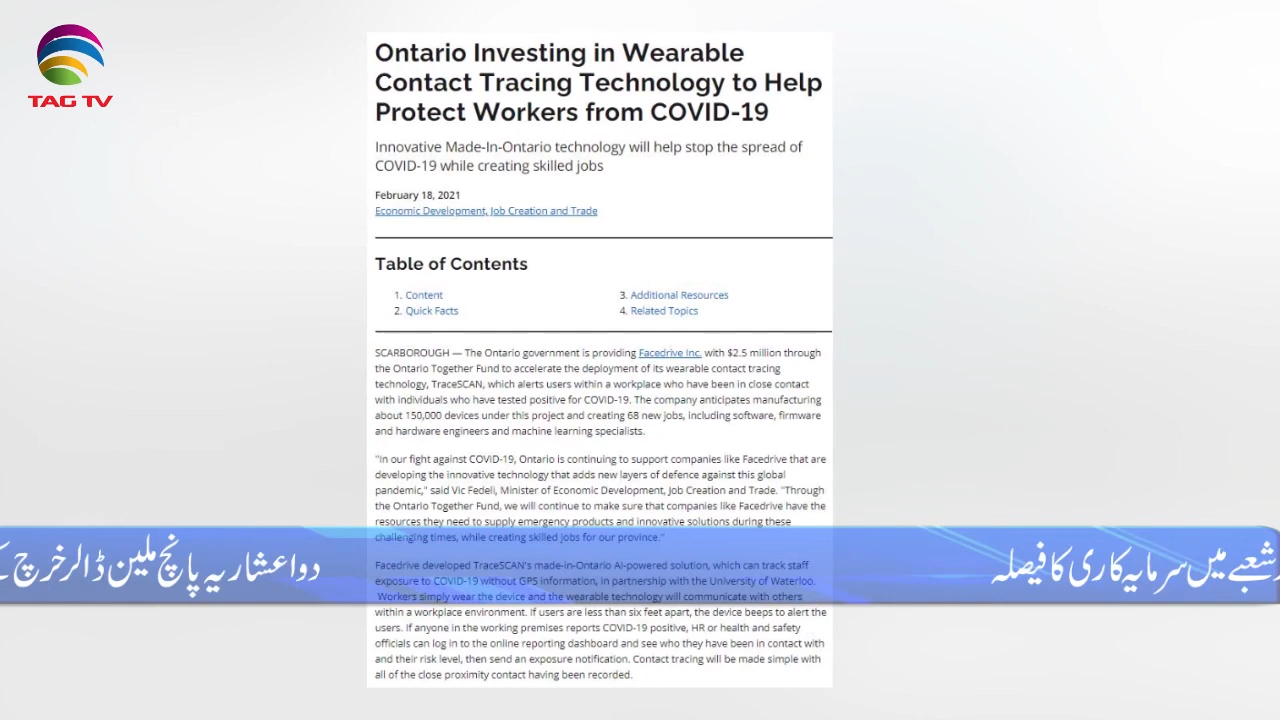 TAG TV
Ontario Investing in Wearable
Contact Tracing Technology to Help
Protect Workers from COVID-19
Innovative Made-In-Ontario technology will help stop the spread of
COVID-19 while creating skilled jobs
February 18, 2021
Economic Development, Job Creation and Trade
Table of Contents
1. Content
2. Quick Facts
3. Additional Resources
4. Related Topics
SCARBOROUGH — The Ontario government is providing Facedrive Inc. with $2.5 million through
the Ontario Together Fund to accelerate the deployment of its wearable contact tracing
technology, TraceSCAN, which alerts users within a workplace who have been in close contact
with individuals who have tested positive for COVID-19. The company anticipates manufacturing
about 150,000 devices under this project and creating 68 new jobs, including software, firmware
and hardware engineers and machine learning specialists.
"In our fight against COVID-19, Ontario is continuing to support companies like Facedrive that are
developing the innovative technology that adds new layers of defence against this global
pandemic," said Vic Fedeli, Minister of Economic Development, Job Creation and Trade. "Through
the Ontario Together Fund, we will continue to make sure that companies like Facedrive have the
resources they need to supply emergency products and innovative solutions during these
challenging times, while creating skilled jobs for our province."
شعبے میں سرمایہ کاری کا فیصلہ
دو اعشاریہ پانچ ملین ڈالر خرچ
Facedrive developed TraceSCAN's made-in-Ontario AI-powered solution, which can track staff
exposure to COVID-19 without GPS information, in partnership with the University of Waterloo.
Workers simply wear the device and the wearable technology will communicate with others
within a workplace environment. If users are less than six feet apart, the device beeps to alert the
users. If anyone in the working premises reports COVID-19 positive, HR or health and safety
officials can log in to the online reporting dashboard and see who they have been in contact with
and their risk level, then send an exposure notification. Contact tracing will be made simple with
all of the close proximity contact having been recorded.